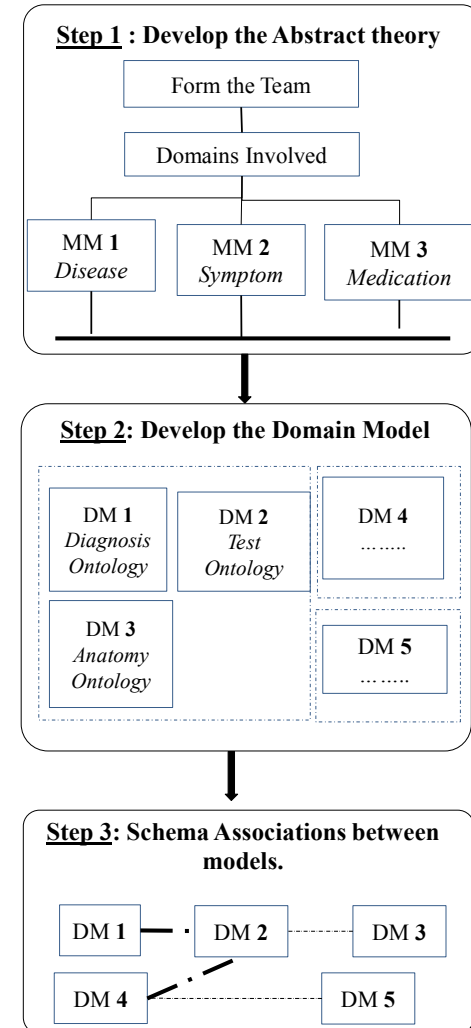 Step 1 : Develop the Abstract theory
Form the Team
Domains Involved
MM 1
Disease
MM 2
Symptom
MM 3
Medication
Step 2: Develop the Domain Model
DM 1
Diagnosis
Ontology
DM 2
Test
Ontology
DM 4
……..
DM 3
Anatomy
Ontology
DM 5
……..
Step 3: Schema Associations between
models.
DM 1
DM 2
DM 3
DM 4
DM 5